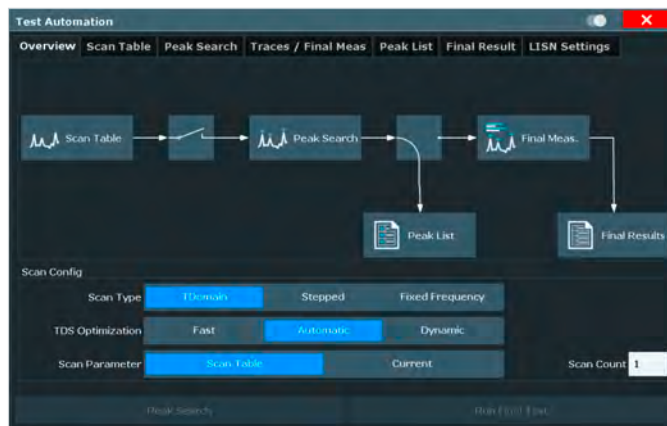 Test Automation
Overview Scan Table Peak Search Traces / Final Meas Peak List Final Result LISN Settings
Scan Table Peak Search Final Meas.
Peak List Final Results
Scan Config
Scan Type TDomain Stepped Fixed Frequency
TDS Optimization Fast Automatic Dynamic
Scan Parameter Scan Table Current Scan Count 1
Peak Search Run Final Test